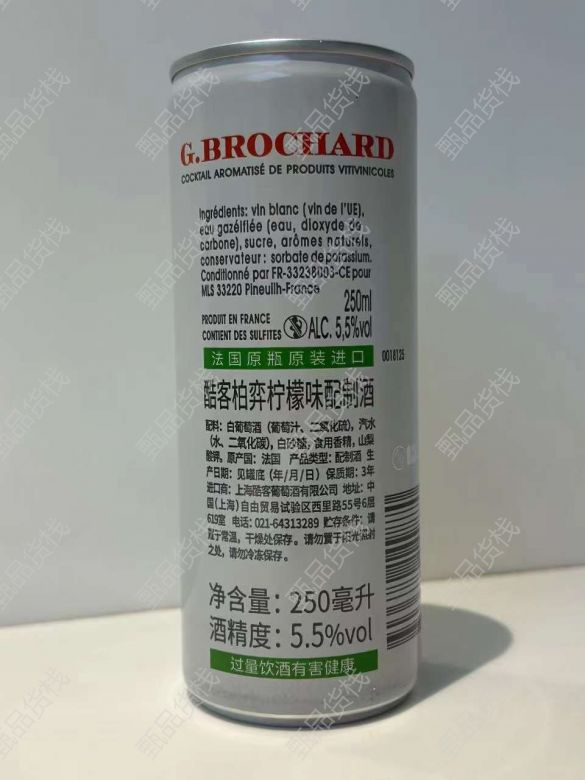 G.BROCHARD
COCKTAIL AROMATISÉ DE PRODUITS VITIVINICOLES
Ingrédients: vin blanc (vin de l'UE),
eau gazéifiée (eau, dioxyde de
carbone), sucre, arômes naturels,
conservateur : sorbate de potassium.
Conditionné par FR-33238003-CE pour
MLS 33220 Pineuilh-France
250ml
PRODUIT EN FRANCE
CONTIENT DES SULFITES
ALC. 5,5%vol
法国原瓶原装进口
0018125
酷客柏弈柠檬味配制酒
配料：白葡萄酒（葡萄汁、二氧化硫），汽水
（水、二氧化碳），白砂糖，食用香精，山梨
酸钾。原产国：法国 产品类型：配制酒 生
产日期：见罐底（年/月/日）保质期：3年
进口商：上海酷客葡萄酒有限公司 地址：中
国（上海）自由贸易试验区西里路55号6层
619室 电话：021-64313289 贮存条件：请
置于常温，干燥处保存。请勿置于阳光照射
之处，请勿冷冻保存。
净含量：250毫升
酒精度：5.5%vol
过量饮酒有害健康
甄品货栈